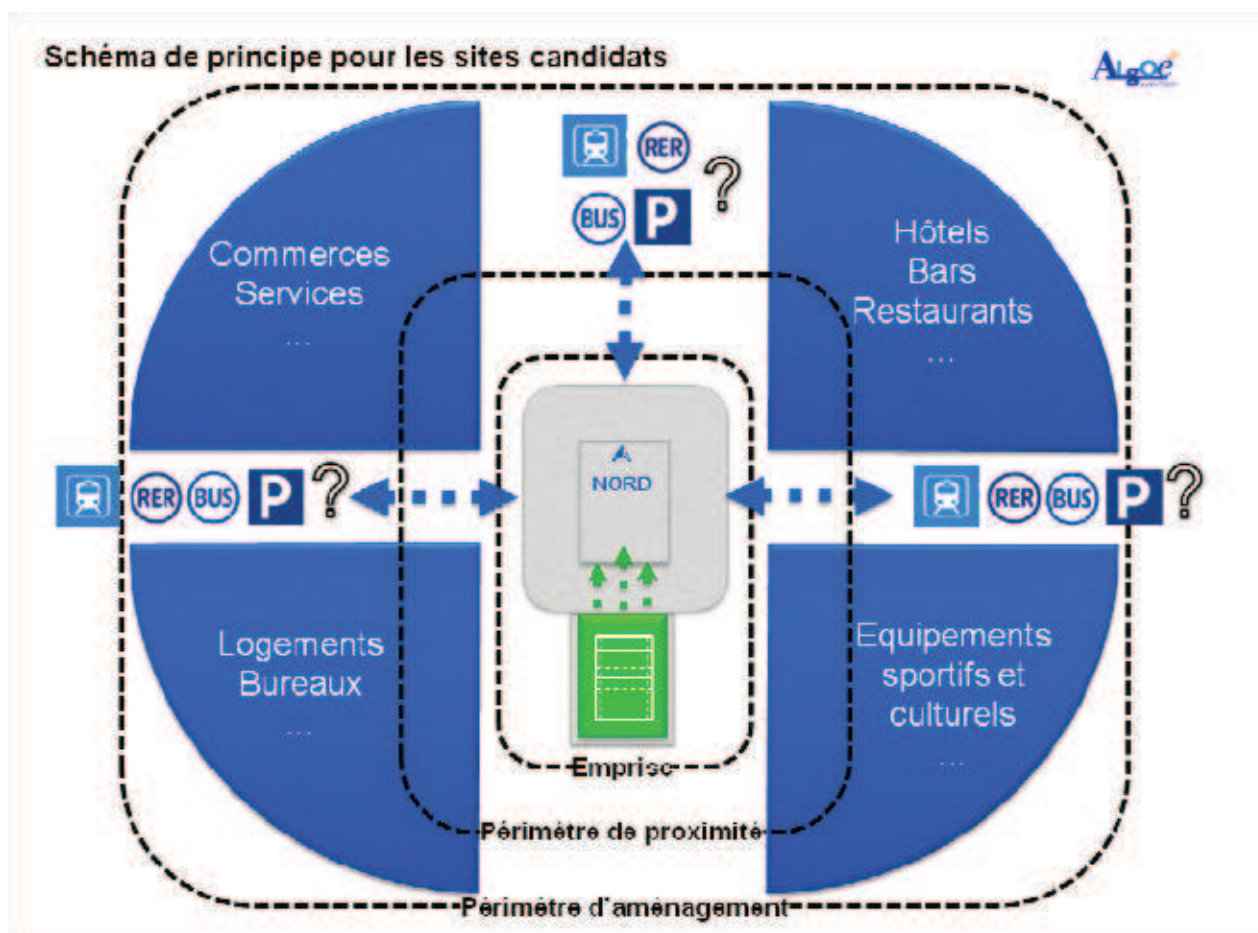 Schéma de principe pour les sites candidats
ALgoé
RER
BUS P ?
Commerces
Services
...
Hôtels
Bars
Restaurants
...
NORD
RER BUS P ?
RER BUS P ?
Logements
Bureaux
...
Equipements
sportifs et
culturels
...
Emprise
Périmètre de proximité
Périmètre d'aménagement